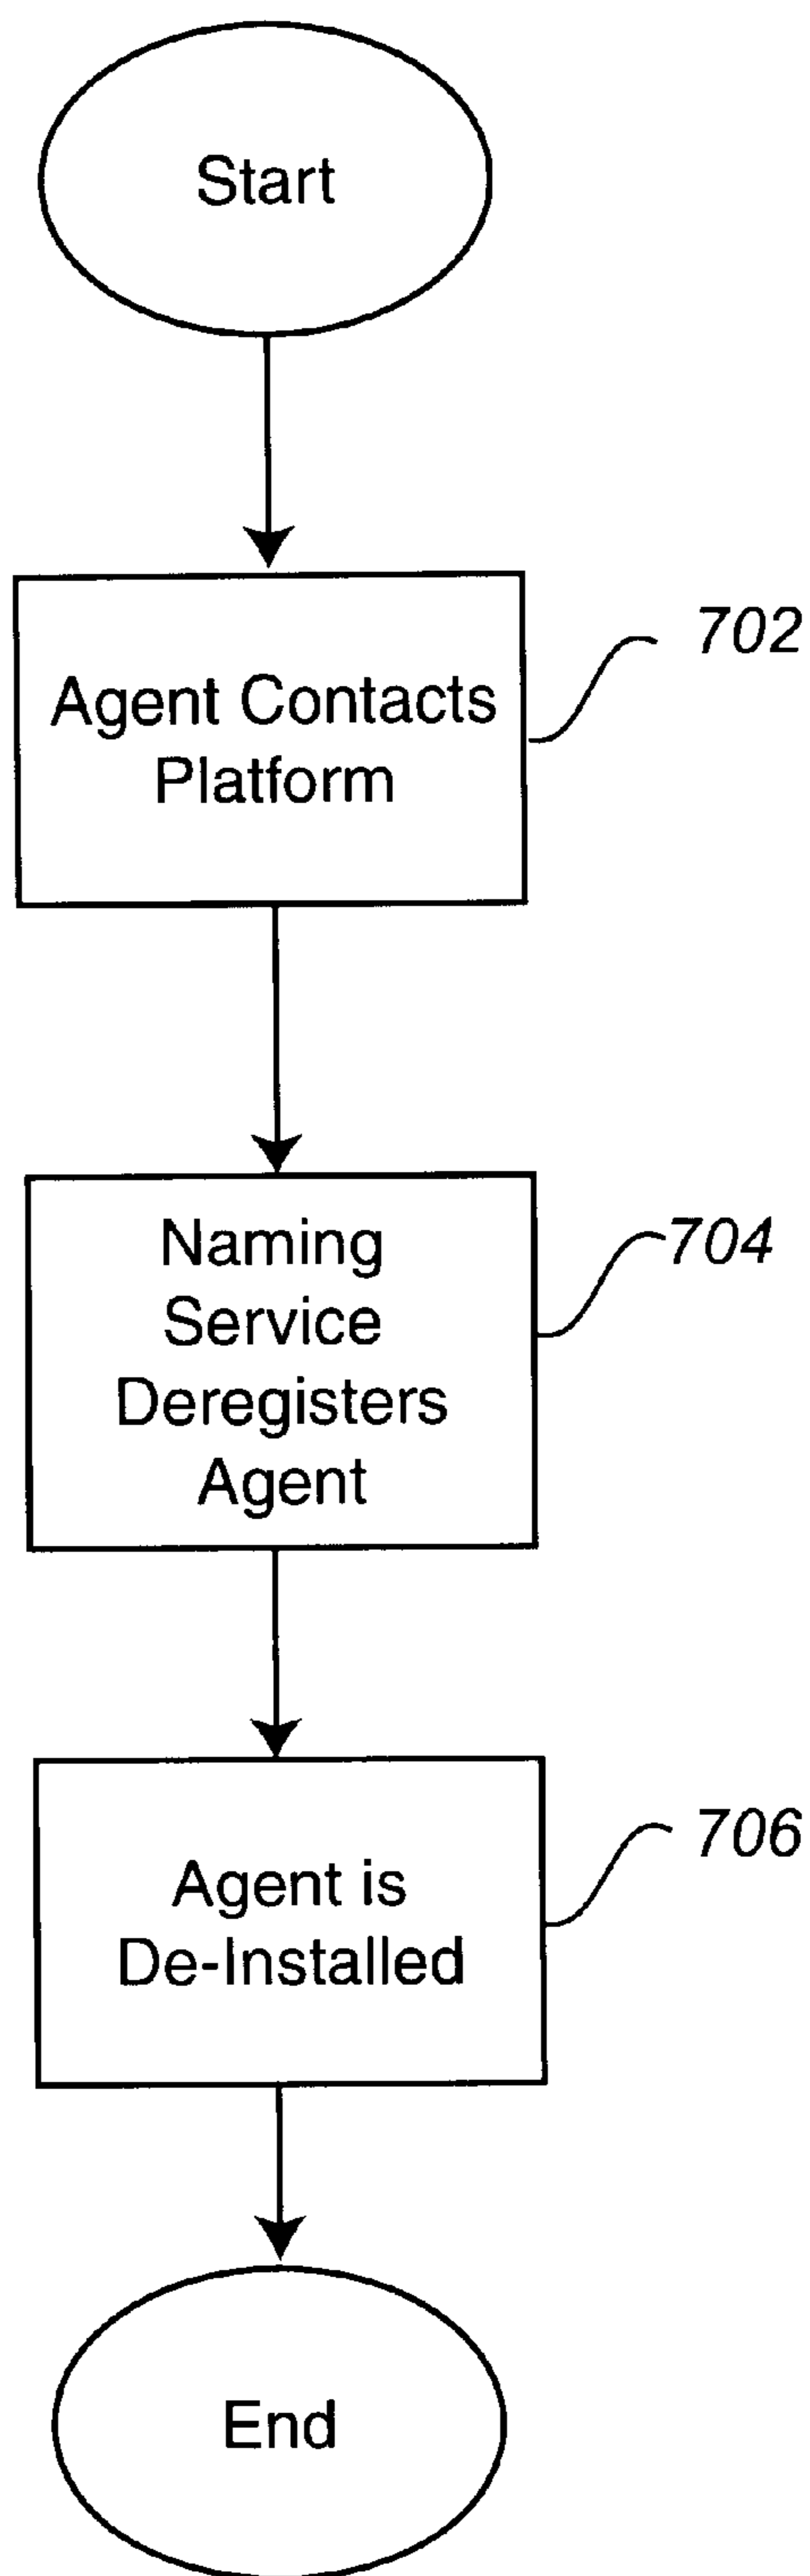 Start
702
Agent Contacts
Platform
704
Naming
Service
Deregisters
Agent
706
Agent is
De-Installed
End